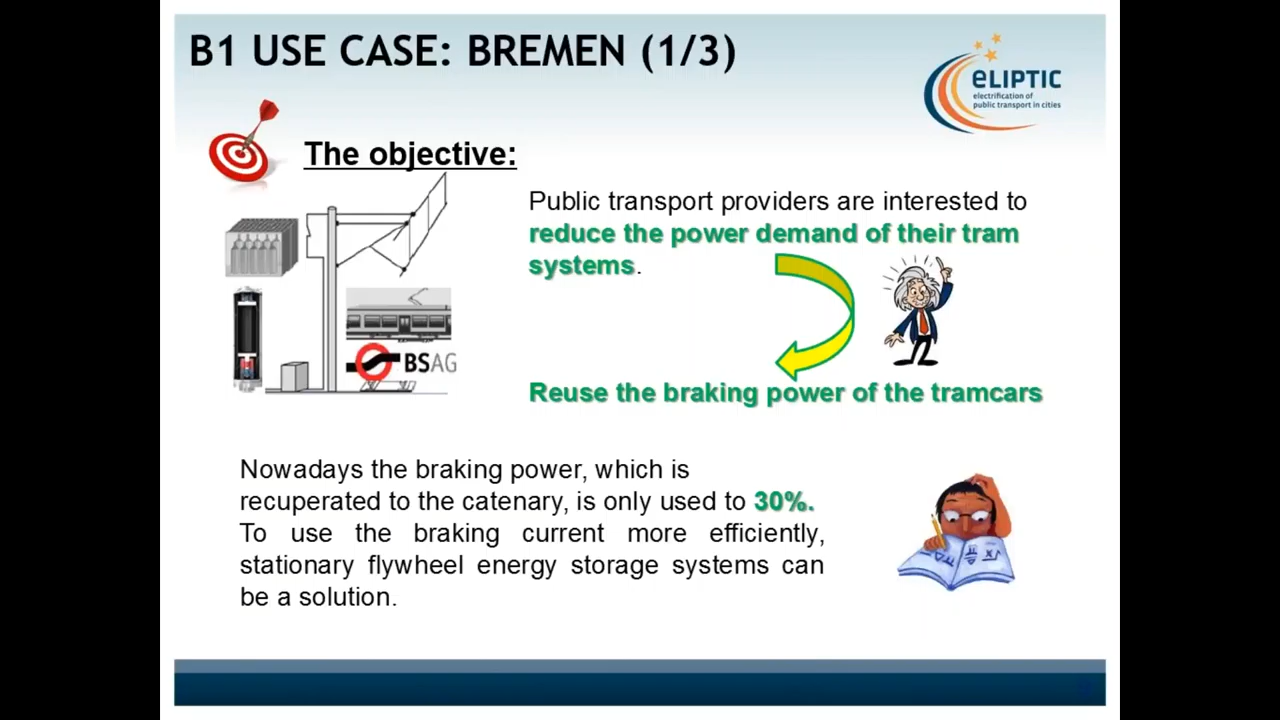 B1 USE CASE: BREMEN (1/3)
eLIPTIC
electrification of
public transport in cities
The objective:
Public transport providers are interested to
reduce the power demand of their tram
systems.
BSAG
Reuse the braking power of the tramcars
Nowadays the braking power, which is
recuperated to the catenary, is only used to 30%.
To use the braking current more efficiently,
stationary flywheel energy storage systems can
be a solution.